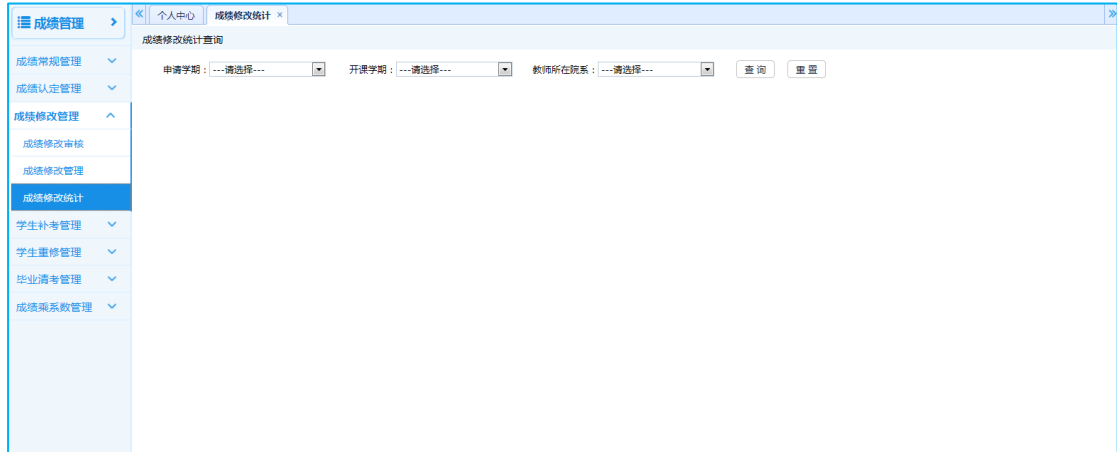 成绩管理
个人中心 成绩修改统计 ×
成绩修改统计查询
申请学期：---请选择--- 开课学期：---请选择--- 教师所在院系：---请选择--- 查询 重置
成绩常规管理
成绩认定管理
成绩修改管理
成绩修改审核
成绩修改管理
成绩修改统计
学生补考管理
学生重修管理
毕业清考管理
成绩乘系数管理